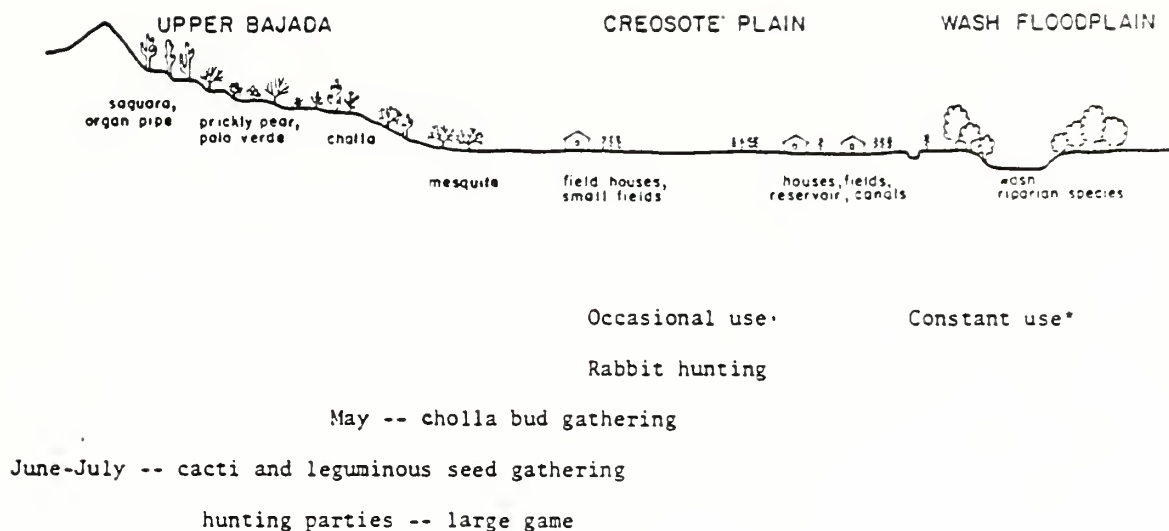 UPPER BAJADA CREOSOTE PLAIN WASH FLOODPLAIN
saguara, organ pipe
prickly pear, palo verde
cholla
mesquite
field houses, small fields
houses, fields, reservoir, canals
wash riparian species
Occasional use Constant use*
Rabbit hunting
May -- cholla bud gathering
June-July -- cacti and leguminous seed gathering
hunting parties -- large game